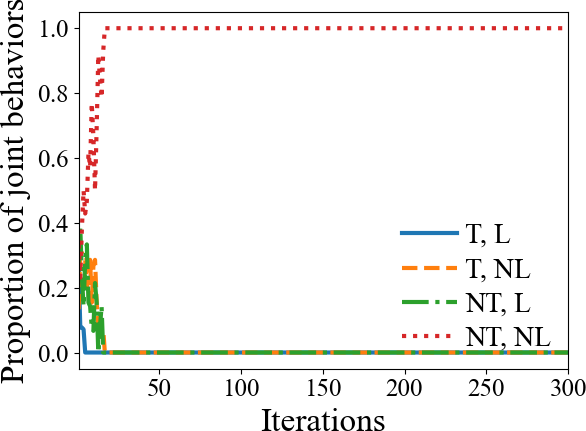 Proportion of joint behaviors
1.0
0.8
0.6
0.4
0.2
0.0
T, L
T, NL
NT, L
NT, NL
50 100 150 200 250 300
Iterations